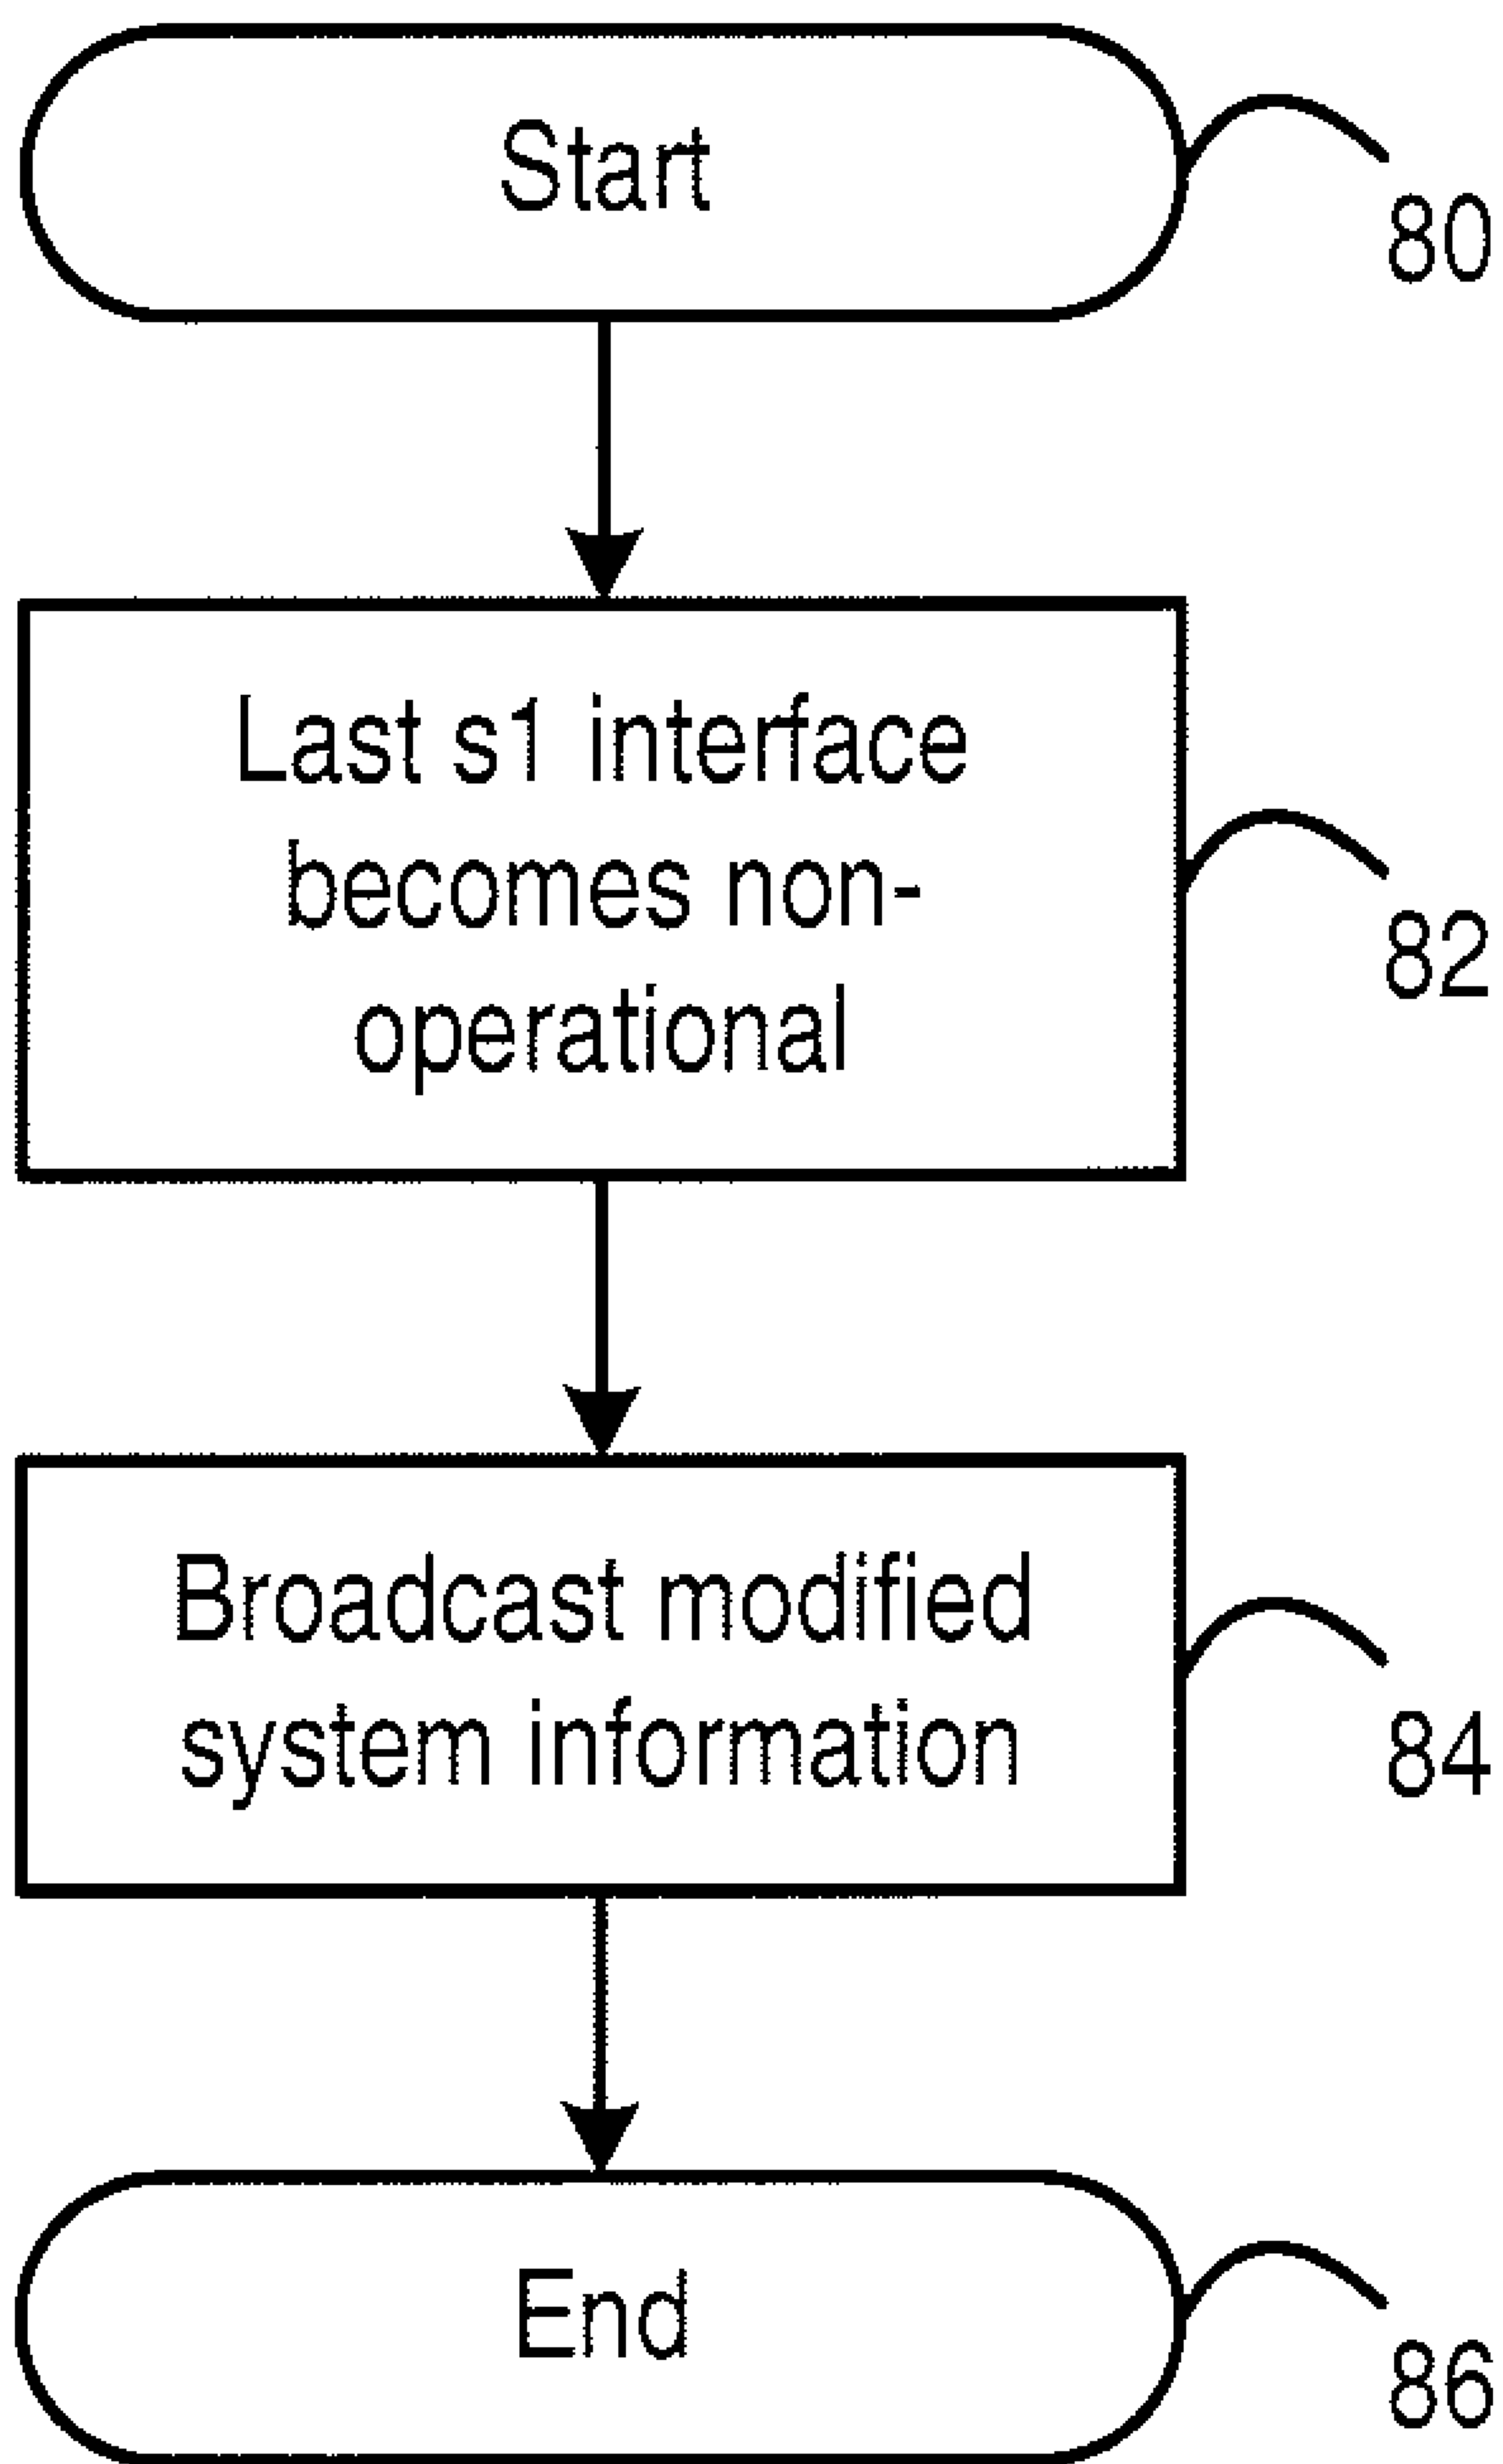 Start
80
Last s1 interface
becomes non-
operational
82
Broadcast modified
system information
84
End
86